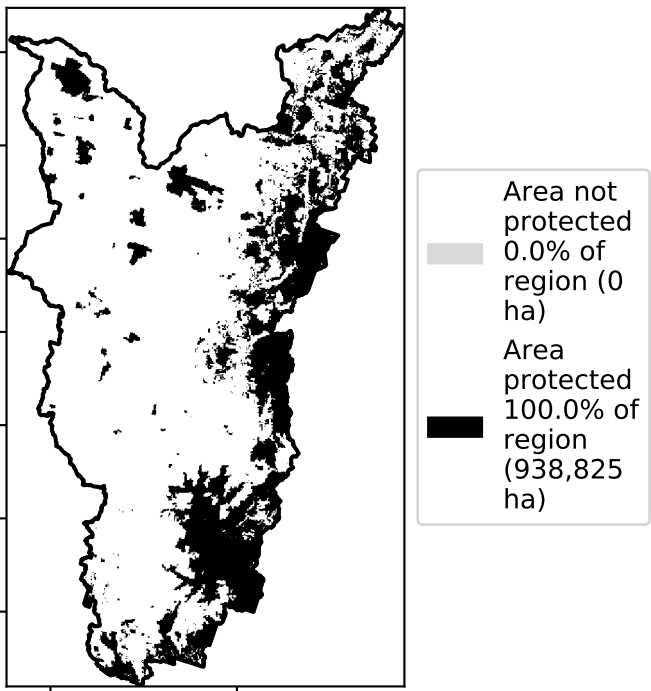 Area not
protected
0.0% of
region (0
ha)
Area
protected
100.0% of
region
(938,825
ha)